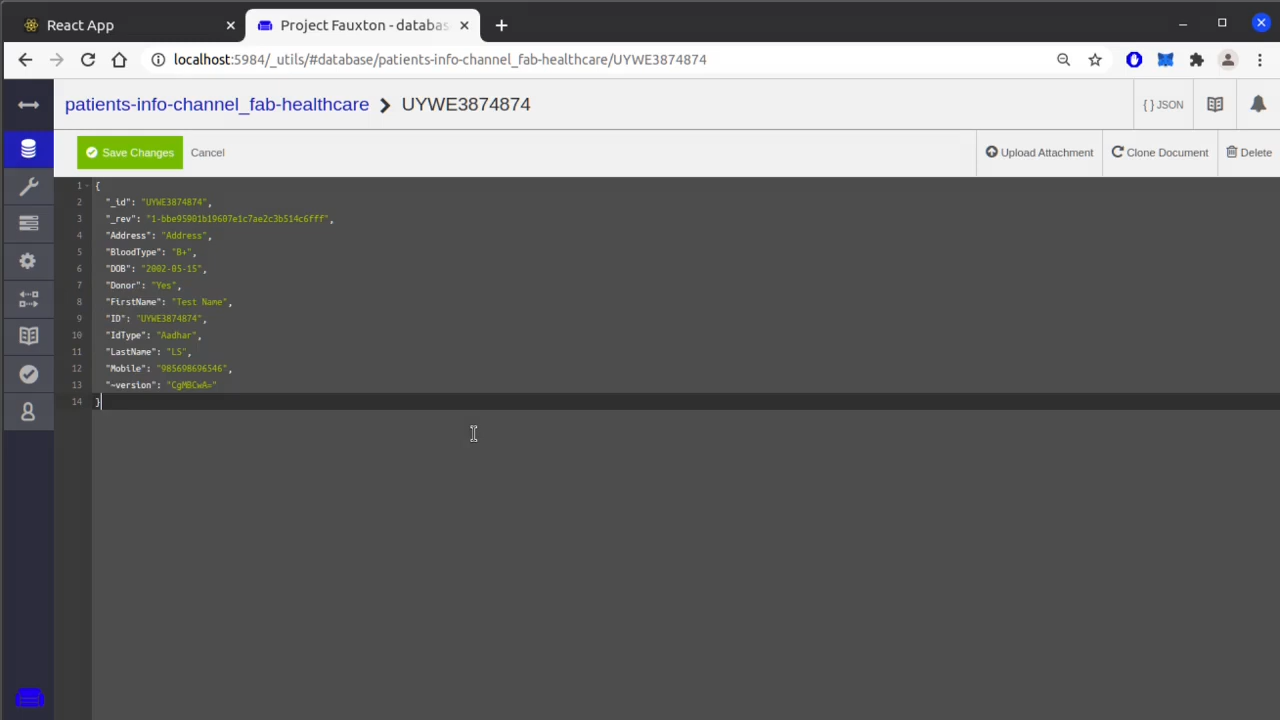 React App
Project Fauxton - databas
localhost:5984/_utils/#database/patients-info-channel_fab-healthcare/UYWE3874874
patients-info-channel_fab-healthcare UYWE3874874
{ } JSON
Save Changes Cancel
Upload Attachment Clone Document Delete
1 {
2 "_id": "UYWE3874874",
3 "_rev": "1-bbe95901b19607e1c7ae2c3b514c6fff",
4 "Address": "Address",
5 "BloodType": "B+",
6 "DOB": "2002-05-15",
7 "Donor": "Yes",
8 "FirstName": "Test Name",
9 "ID": "UYWE3874874",
10 "IdType": "Aadhar",
11 "LastName": "LS",
12 "Mobile": "985698696546",
13 "~version": "CgMBCwA="
14 }